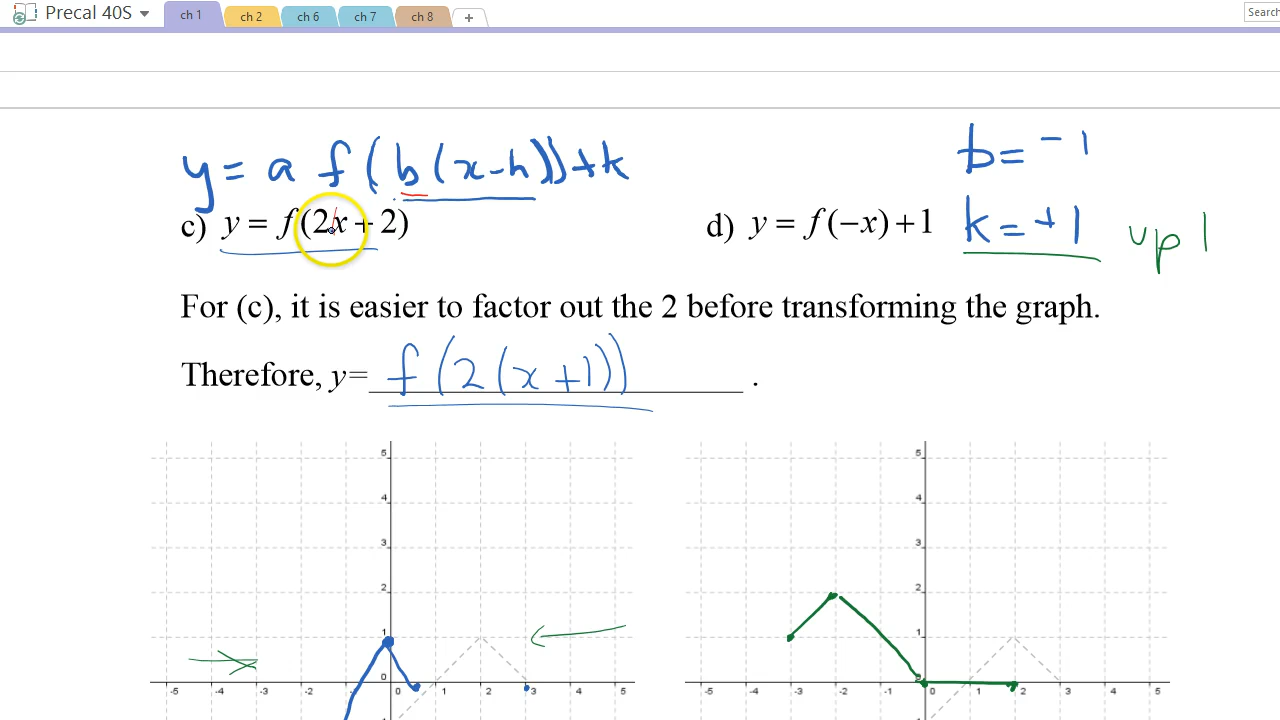 Precal 40S ch 1 ch 2 ch 6 ch 7 ch 8 + Search
y = a f(b(x-h))+k
b = -1
c) y = f(2x + 2)
d) y = f(−x) + 1
k = +1
up 1
For (c), it is easier to factor out the 2 before transforming the graph.
Therefore, y= f(2(x+1)) .
5 5
4 4
3 3
2 2
1 1
0 0
-5 -4 -3 -2 0 1 2 3 4 5 -5 -4 -3 -2 -1 0 1 2 3 4 5
-1 -1